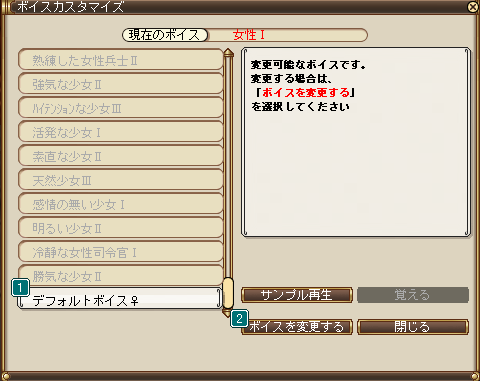 ボイスカスタマイズ
現在のボイス 女性Ⅰ
熟練した女性兵士Ⅱ
強気な少女Ⅱ
ﾊｲﾃﾝｼｮﾝな少女Ⅲ
活発な少女Ⅰ
素直な少女Ⅱ
天然少女Ⅲ
感情の無い少女Ⅰ
明るい少女Ⅱ
冷静な女性司令官Ⅰ
勝気な少女Ⅱ
1
デフォルトボイス♀
変更可能なボイスです。
変更する場合は、
「ボイスを変更する」
を選択してください
サンプル再生 覚える
2
ボイスを変更する 閉じる